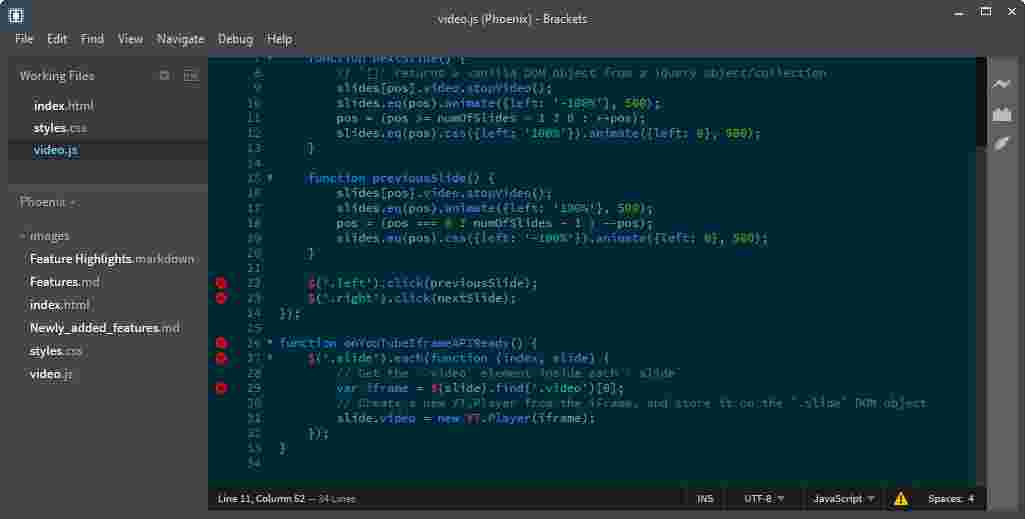 video.js (Phoenix) - Brackets
File Edit Find View Navigate Debug Help
Working Files
index.html
styles.css
video.js
Phoenix
images
Feature Highlights.markdown
Features.md
index.html
Newly_added_features.md
styles.css
video.js
7 function nextSlide() {
8 // '[]' returns a vanilla DOM object from a jQuery object/collection
9 slides[pos].video.stopVideo();
10 slides.eq(pos).animate({left: '-100%'}, 500);
11 pos = (pos >= numOfSlides - 1 ? 0 : ++pos);
12 slides.eq(pos).css({left: '100%'}).animate({left: 0}, 500);
13 }
14
15 function previousSlide() {
16 slides[pos].video.stopVideo();
17 slides.eq(pos).animate({left: '100%'}, 500);
18 pos = (pos === 0 ? numOfSlides - 1 : --pos);
19 slides.eq(pos).css({left: '-100%'}).animate({left: 0}, 500);
20 }
21
22 $('.left').click(previousSlide);
23 $('.right').click(nextSlide);
24 });
25
26 function onYouTubeIframeAPIReady() {
27 $('.slide').each(function (index, slide) {
28 // Get the `.video` element inside each `.slide`
29 var iframe = $(slide).find('.video')[0];
30 // Create a new YT.Player from the iFrame, and store it on the `.slide` DOM object
31 slide.video = new YT.Player(iframe);
32 });
33 }
34
Line 11, Column 52 — 34 Lines INS UTF-8 JavaScript Spaces: 4